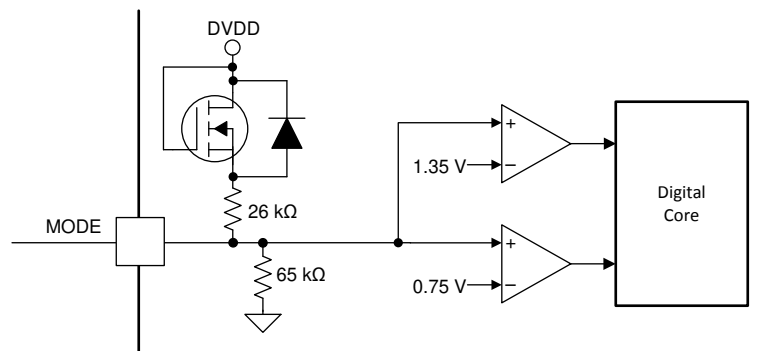 DVDD
+
1.35 V
−
26 kΩ
MODE
65 kΩ
+
0.75 V
−
Digital
Core